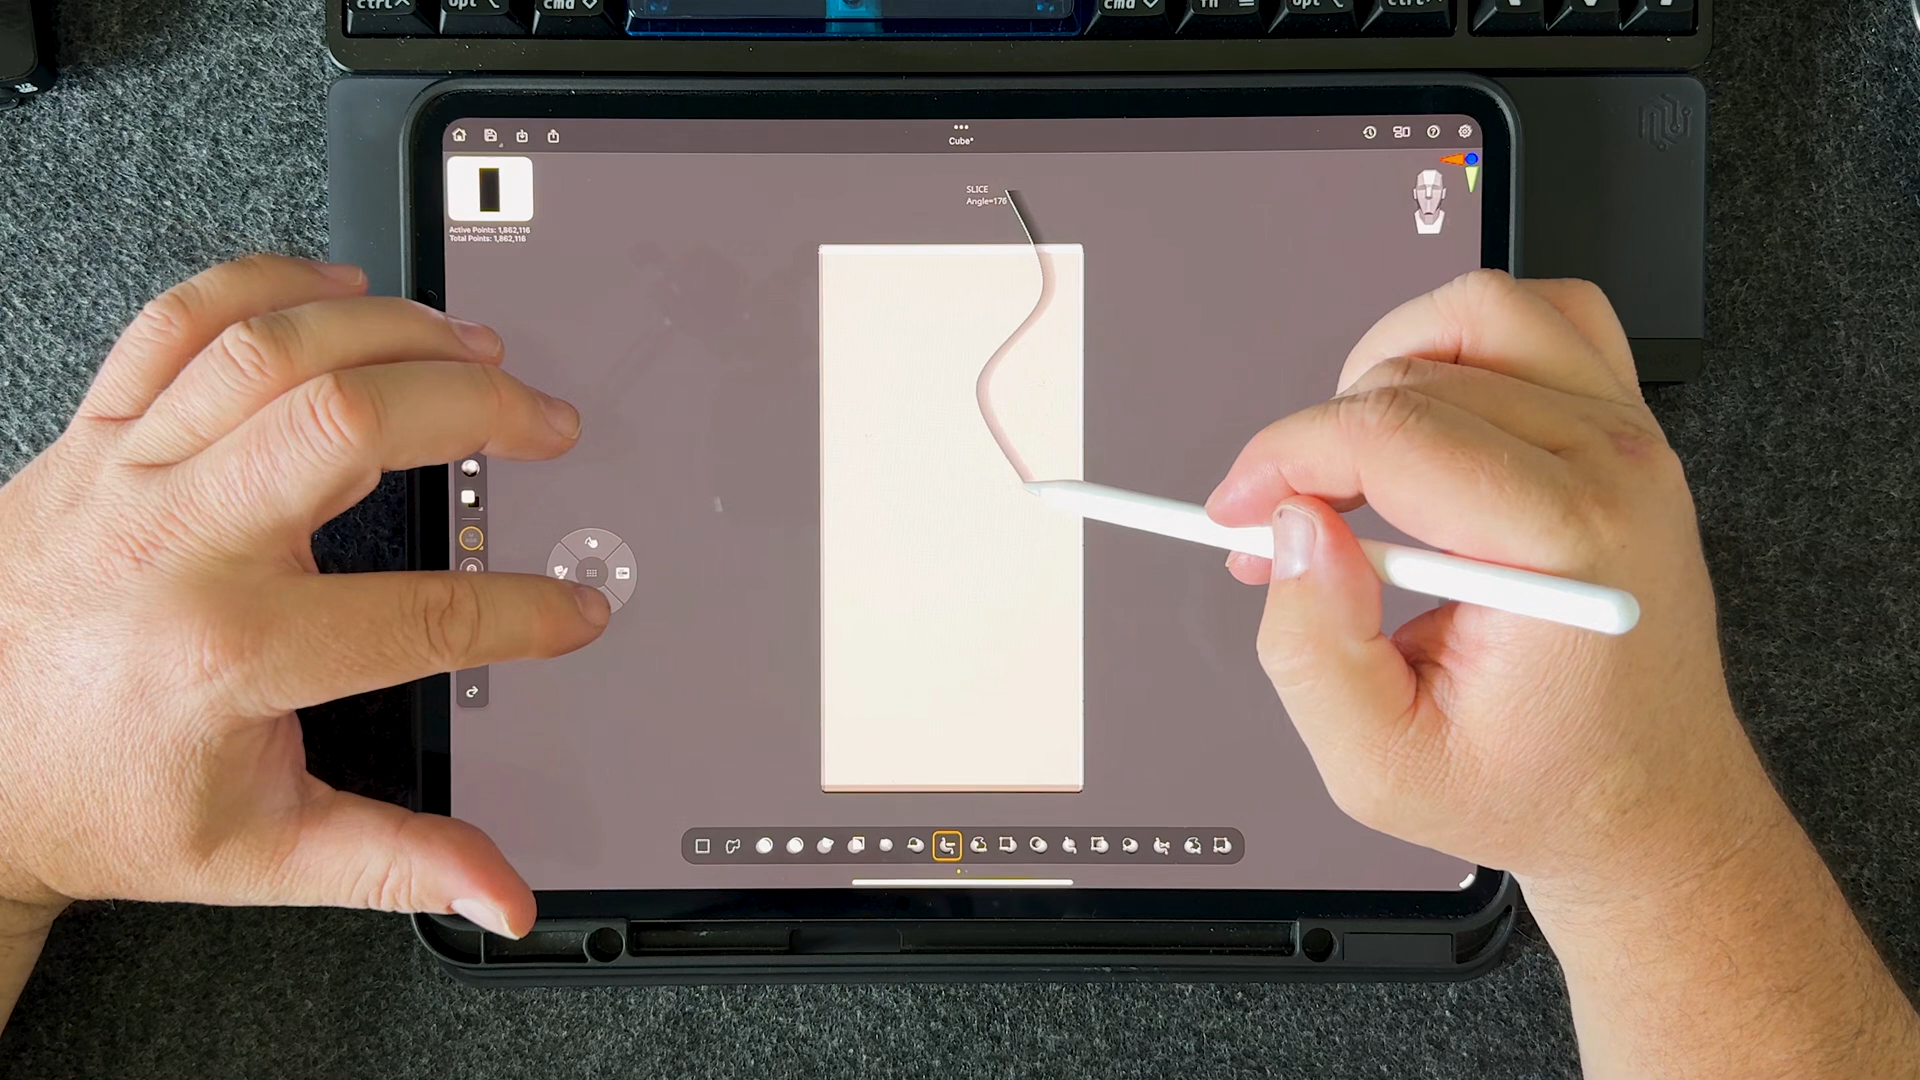 ctrl
opt
cmd
cmd
fn
opt
ctrl
Cube*
SLICE
Angle=176
Active Points: 1,862,116
Total Points: 1,862,116